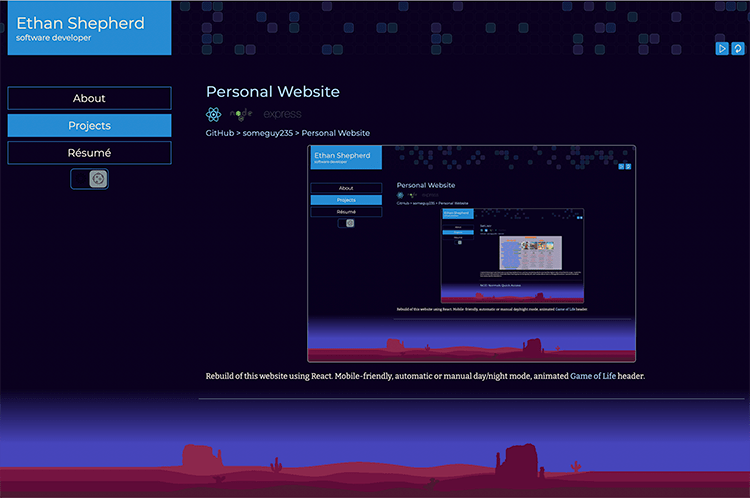 Ethan Shepherd
software developer
About
Projects
Résumé
Personal Website
node express
GitHub > someguy235 > Personal Website
Ethan Shepherd
software developer
About
Projects
Résumé
Personal Website
GitHub > someguy235 > Personal Website
Ethan Shepherd
Rebuild of this website using React. Mobile-friendly, automatic or manual day/night mode, animated Game of Life header.
Rebuild of this website using React. Mobile-friendly, automatic or manual day/night mode, animated Game of Life header.